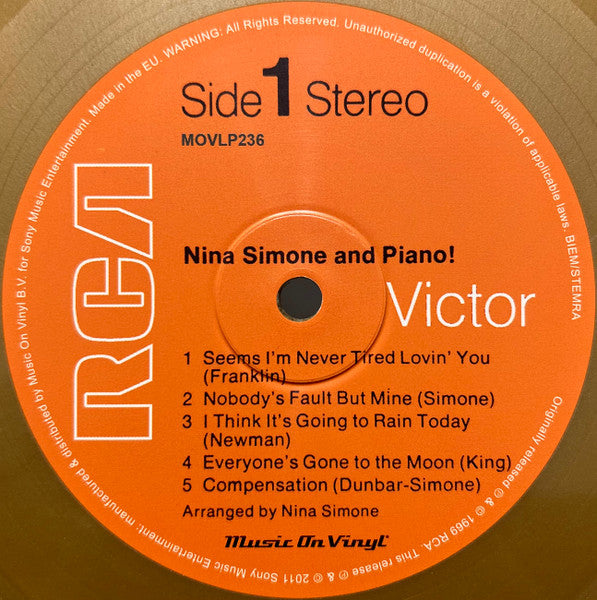 Side 1 Stereo
MOVLP236
RCA
Nina Simone and Piano!
Victor
1 Seems I'm Never Tired Lovin' You
(Franklin)
2 Nobody's Fault But Mine (Simone)
3 I Think It's Going to Rain Today
(Newman)
4 Everyone's Gone to the Moon (King)
5 Compensation (Dunbar-Simone)
Arranged by Nina Simone
Music On Vinyl
manufactured & distributed by Music On Vinyl B.V. for Sony Music Entertainment. Made in the EU. WARNING: All Rights Reserved. Unauthorized duplication is a violation of applicable laws. BIEM/STEMRA
Originally released ℗ & © 1969 RCA. This release ℗ & © 2011 Sony Music Entertainment: